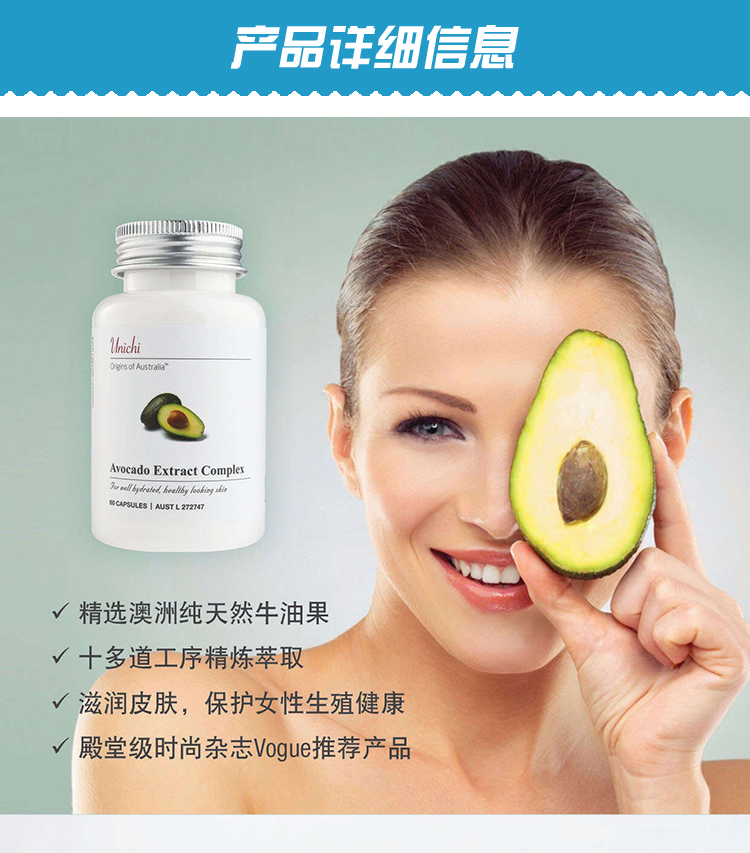 产品详细信息
Unichi
Origins of Australia™
Avocado Extract Complex
For well hydrated, healthy looking skin
60 CAPSULES | AUST L 272747
✓ 精选澳洲纯天然牛油果
✓ 十多道工序精炼萃取
✓ 滋润皮肤，保护女性生殖健康
✓ 殿堂级时尚杂志Vogue推荐产品